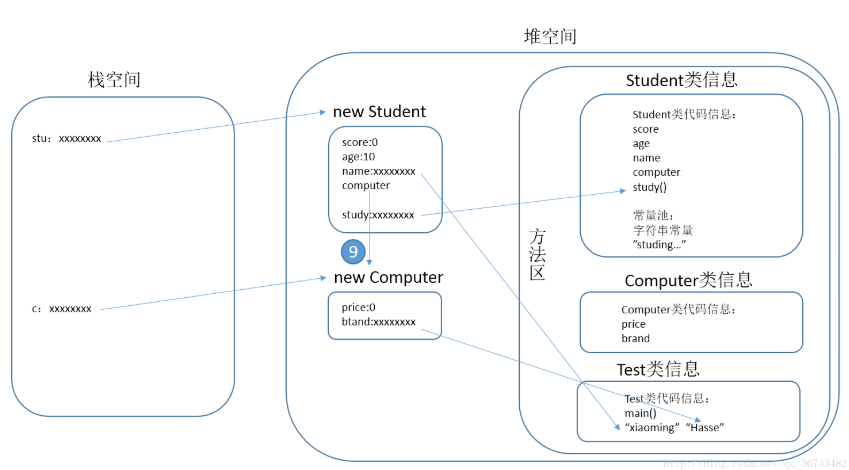 堆空间
栈空间
Student类信息
new Student
Student类代码信息:
score
age
name
computer
study()
常量池:
字符串常量
”studing...”
stu: xxxxxxxx
score:0
age:10
name:xxxxxxxx
computer
study:xxxxxxxx
方法区
9
new Computer
Computer类信息
c: xxxxxxxx
price:0
btand:xxxxxxxx
Computer类代码信息:
price
brand
Test类信息
Test类代码信息:
main()
“xiaoming” “Hasse”
http://blog.csdn.net/qq_36743482